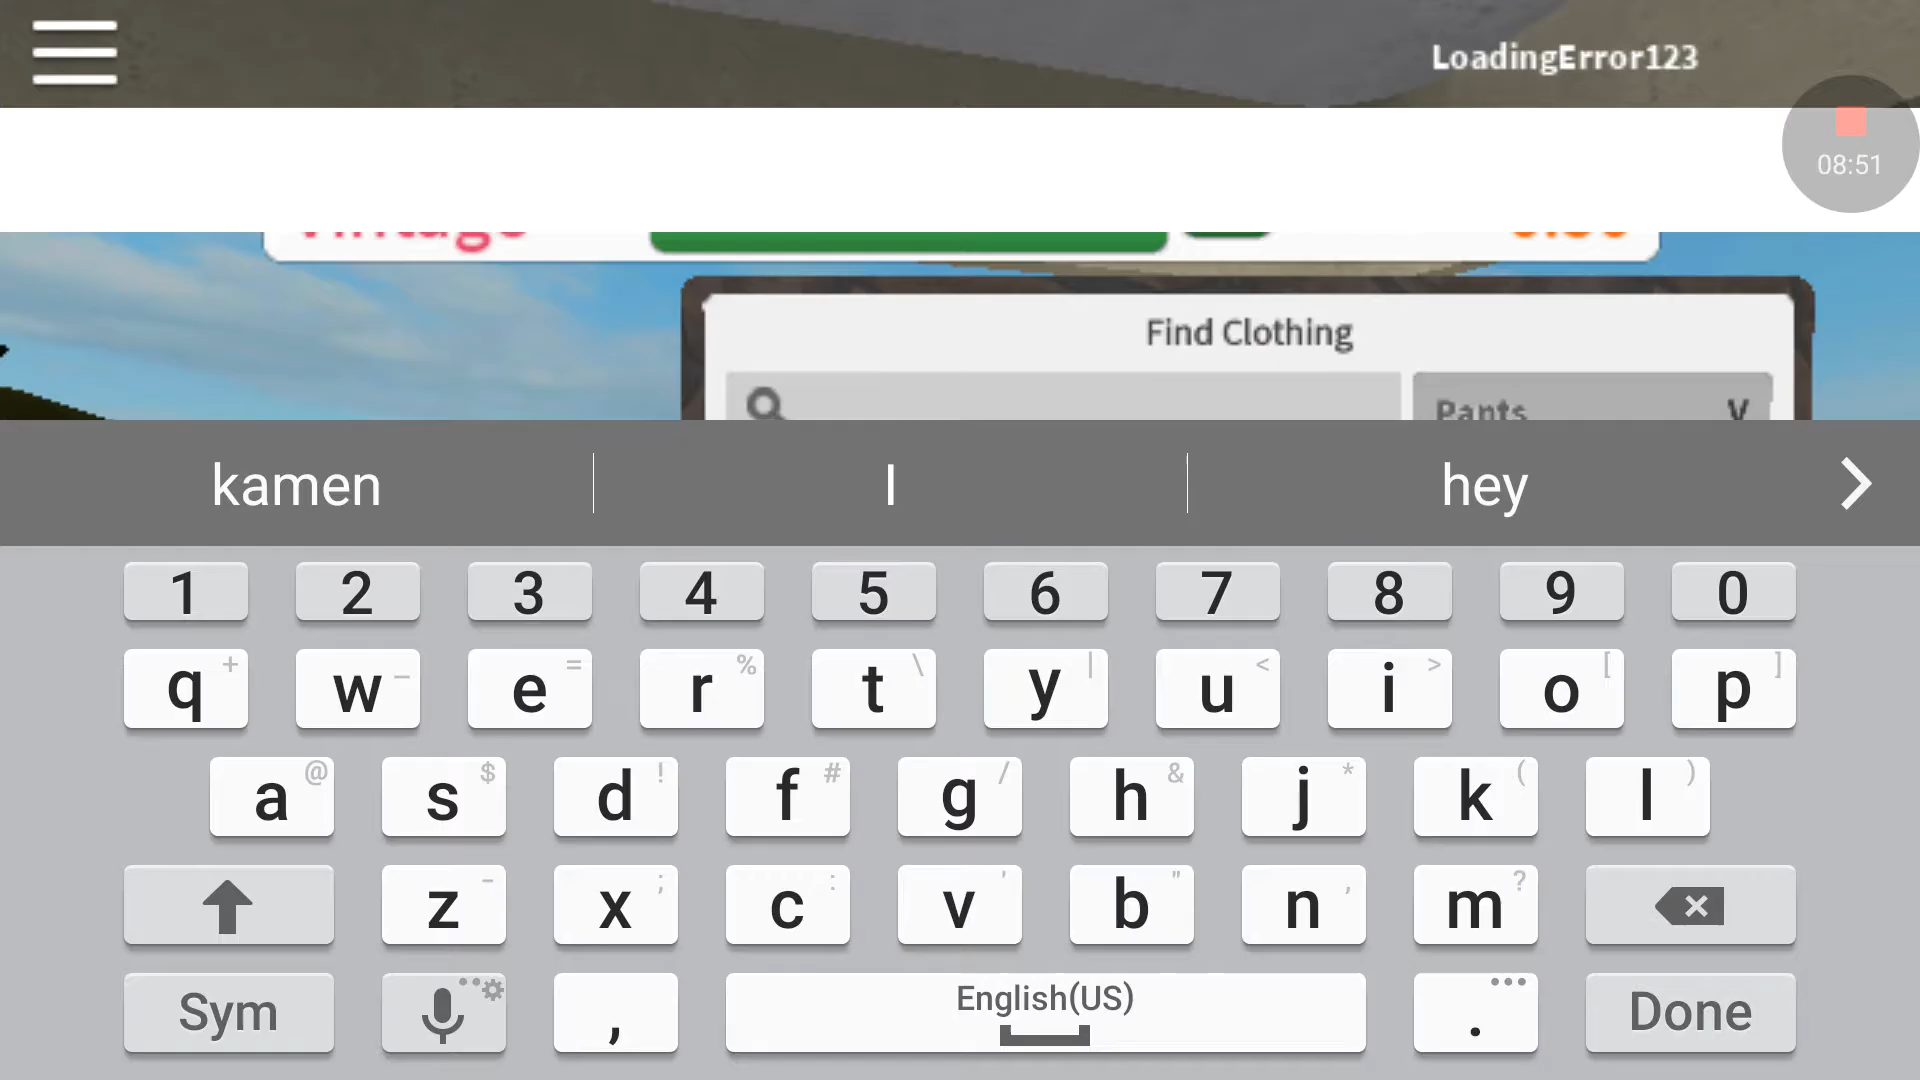 LoadingError123
08:51
Find Clothing
Pants V
kamen I hey
1 2 3 4 5 6 7 8 9 0
q + w _ e = r % t \ y | u < i > o [ p ]
a @ s $ d ! f # g / h & j * k ( l )
z - x ; c : v ' b " n , m ?
Sym , English(US) . Done